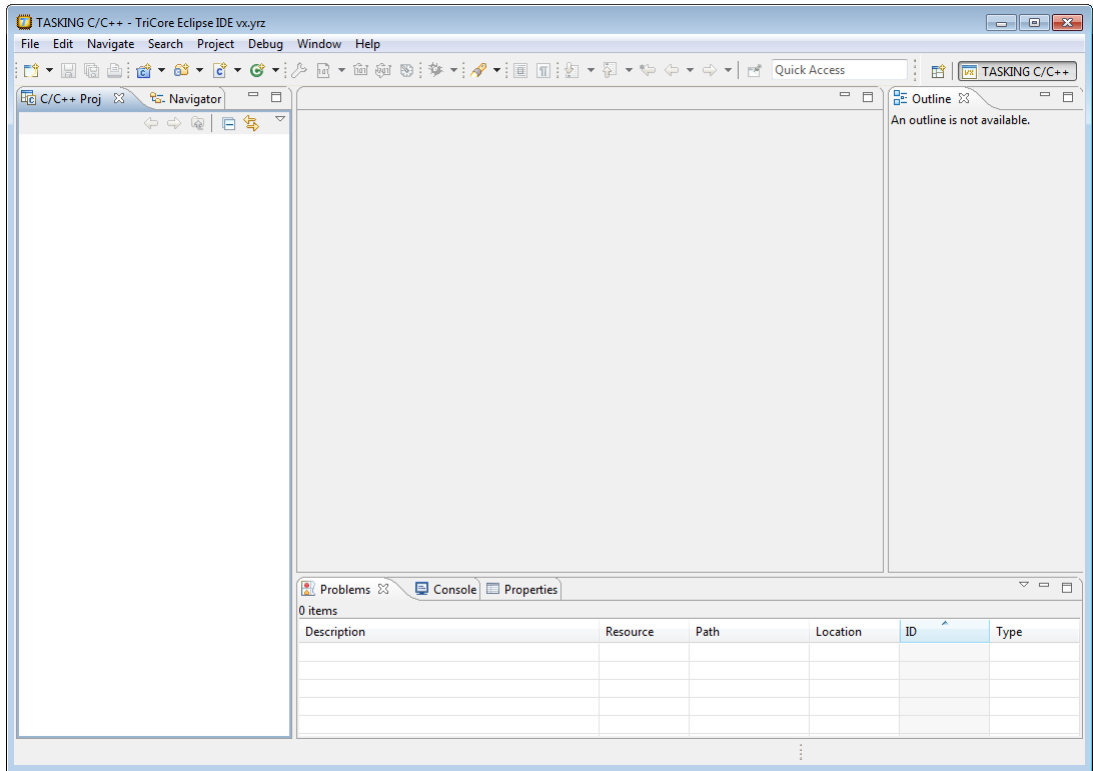 TASKING C/C++ - TriCore Eclipse IDE vx.yrz
File Edit Navigate Search Project Debug Window Help
Quick Access
TASKING C/C++
C/C++ Proj Navigator
Outline
An outline is not available.
Problems Console Properties
0 items
Description Resource Path Location ID Type